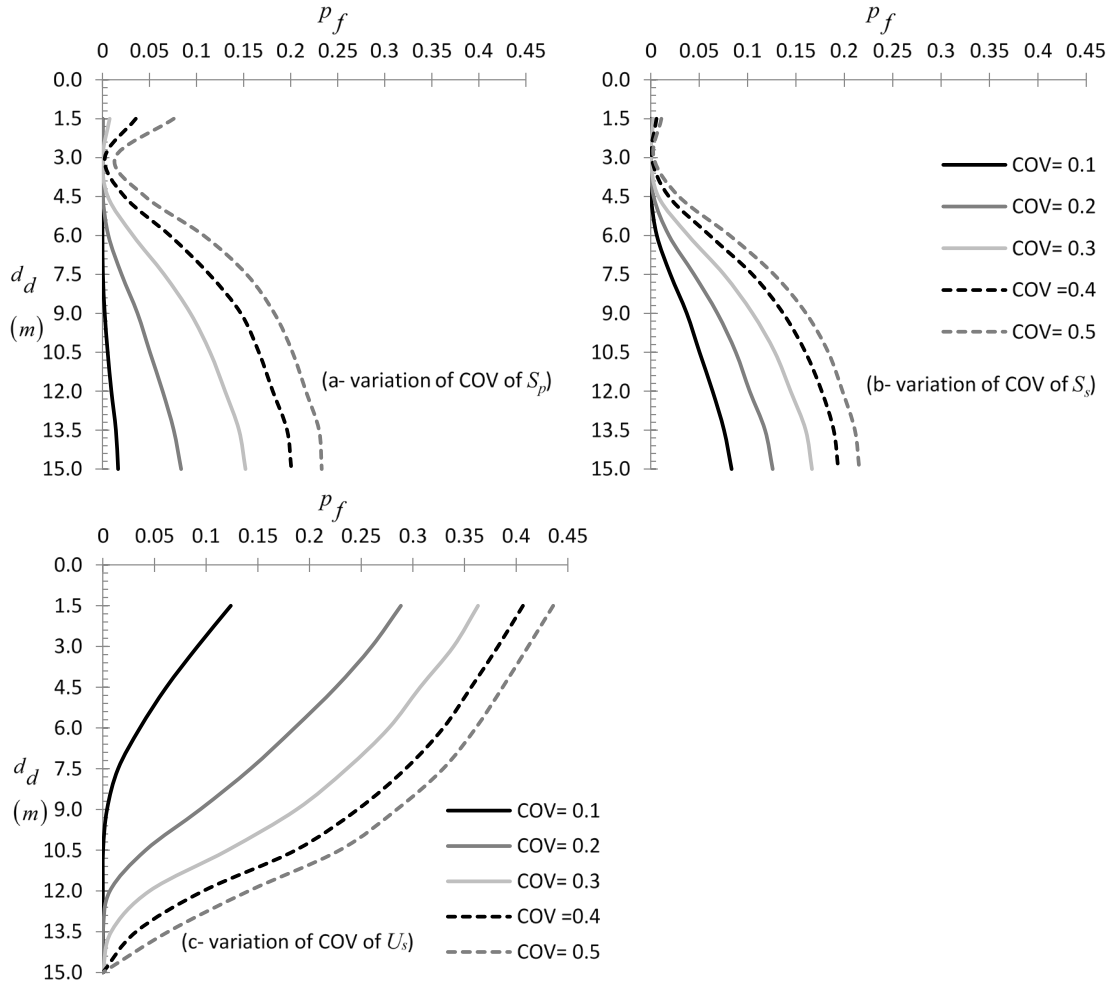 p f
0 0.05 0.1 0.15 0.2 0.25 0.3 0.35 0.4 0.45
0.0
1.5
3.0
4.5
6.0
7.5
9.0
10.5
12.0
13.5
15.0
d d
(m)
(a- variation of COV of Sp)
p f
0 0.05 0.1 0.15 0.2 0.25 0.3 0.35 0.4 0.45
0.0
1.5
3.0
4.5
6.0
7.5
9.0
10.5
12.0
13.5
15.0
COV= 0.1
COV= 0.2
COV= 0.3
COV =0.4
COV= 0.5
(b- variation of COV of Ss)
p f
0 0.05 0.1 0.15 0.2 0.25 0.3 0.35 0.4 0.45
0.0
1.5
3.0
4.5
6.0
7.5
9.0
10.5
12.0
13.5
15.0
d d
(m)
COV= 0.1
COV= 0.2
COV= 0.3
COV =0.4
COV= 0.5
(c- variation of COV of Us)